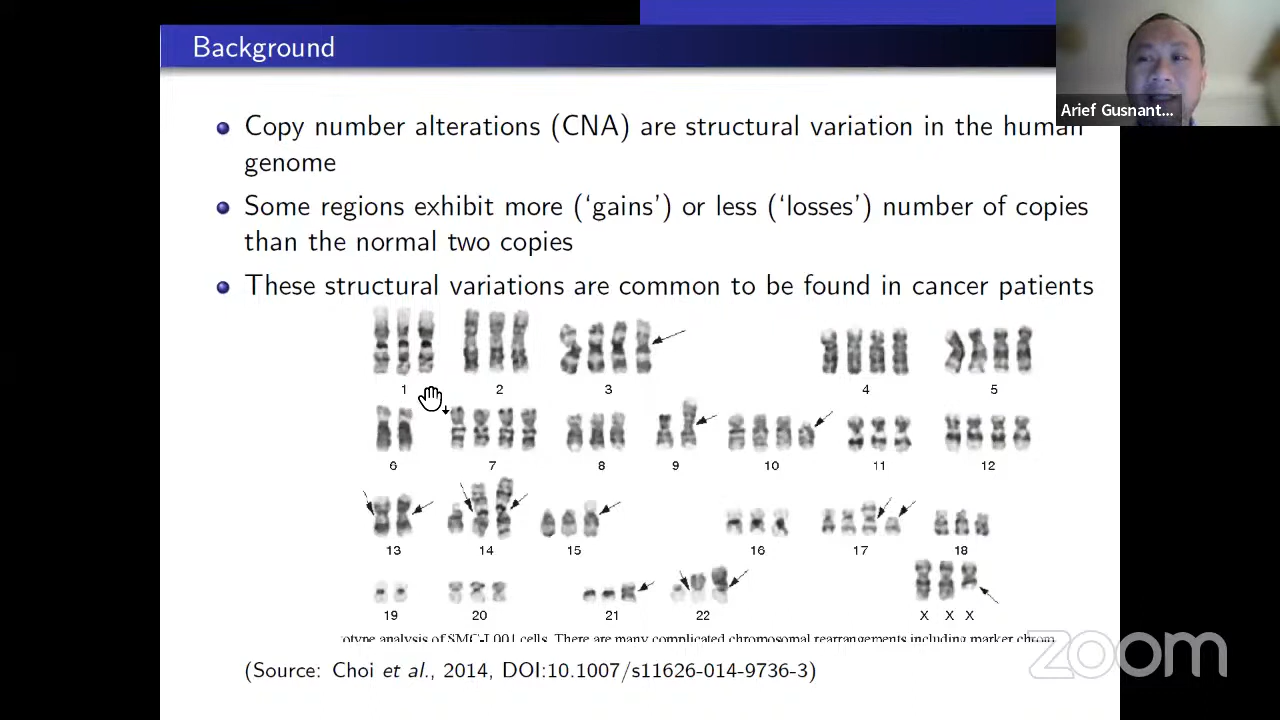 Background
Arief Gusnant...
Copy number alterations (CNA) are structural variation in the human
genome
Some regions exhibit more (‘gains’) or less (‘losses’) number of copies
than the normal two copies
These structural variations are common to be found in cancer patients
1 2 3 4 5
6 7 8 9 10 11 12
13 14 15 16 17 18
19 20 21 22 X X X
otype analysis of SMC-L001 cells. There are many complicated chromosomal rearrangements including marker chrom
(Source: Choi et al., 2014, DOI:10.1007/s11626-014-9736-3)
zoom